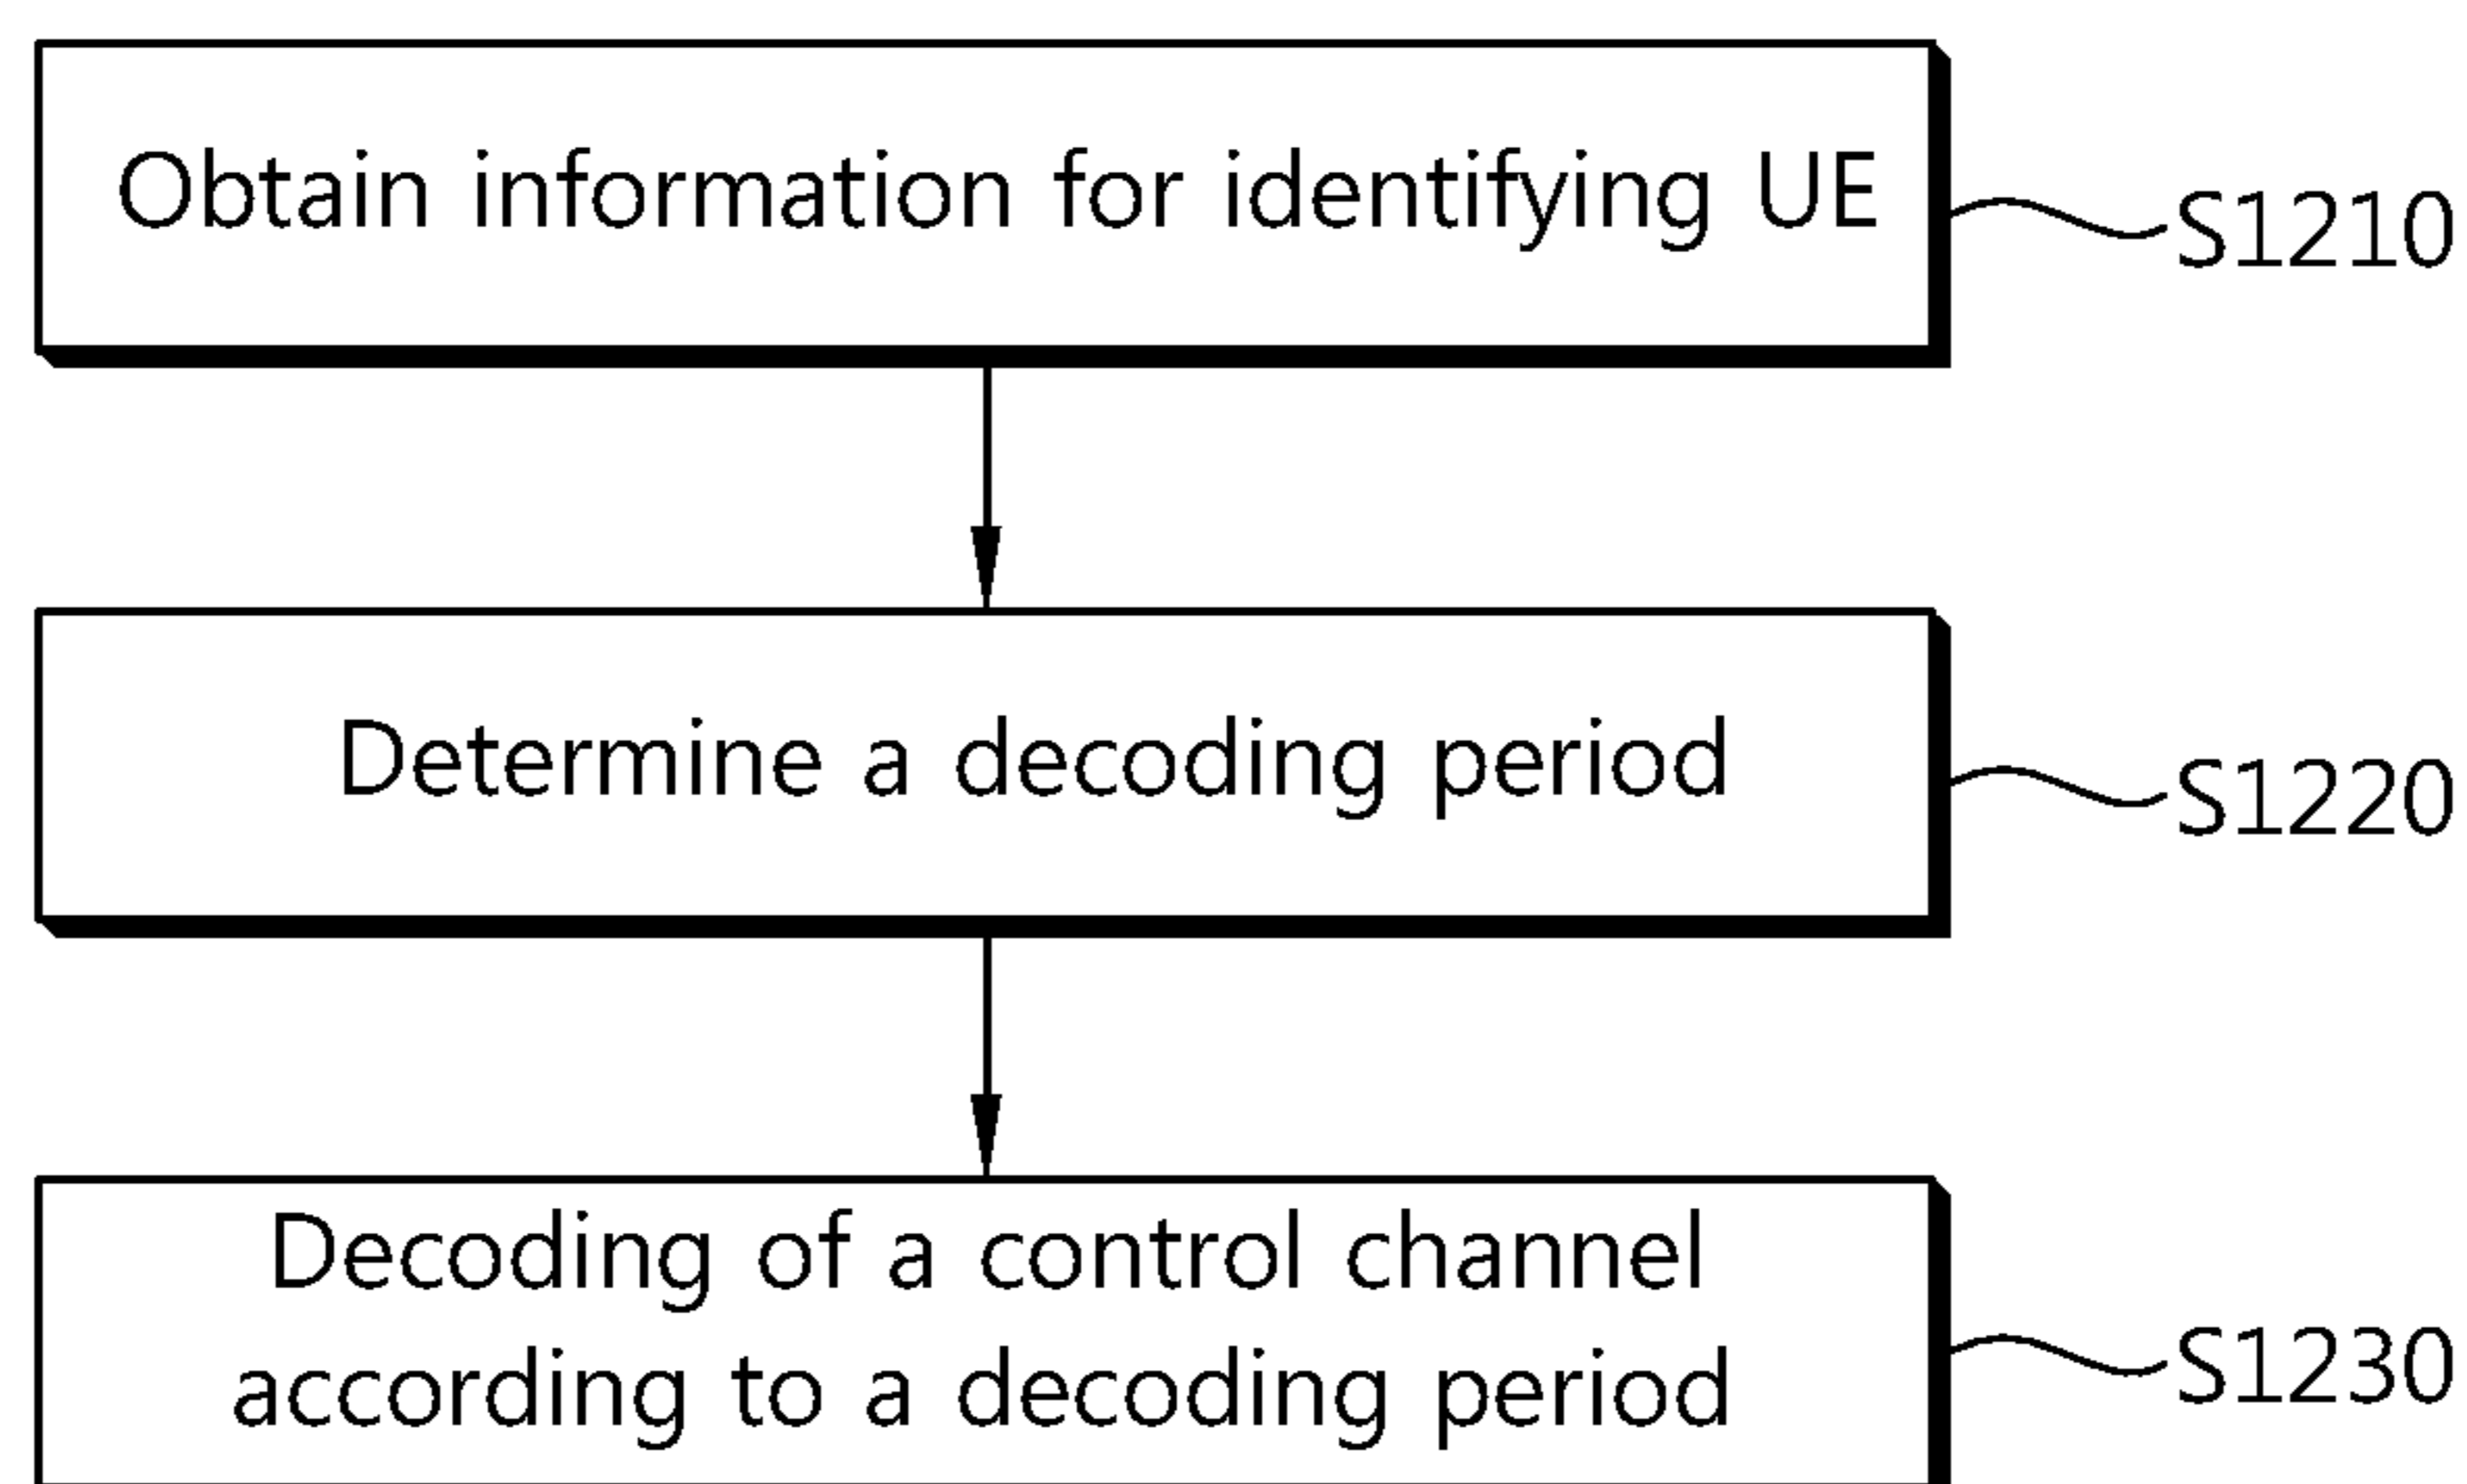 Obtain information for identifying UE
S1210
Determine a decoding period
S1220
Decoding of a control channel
according to a decoding period
S1230